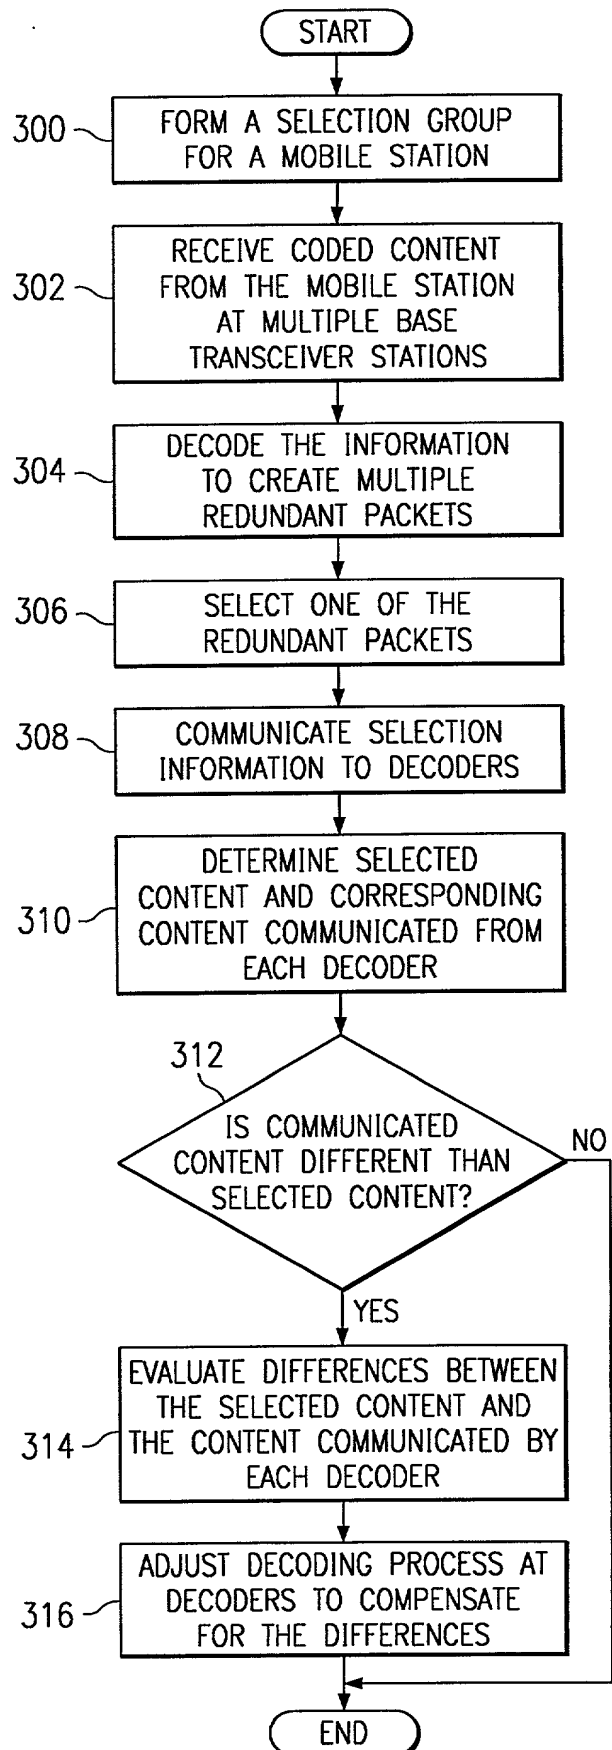 START
300
FORM A SELECTION GROUP
FOR A MOBILE STATION
302
RECEIVE CODED CONTENT
FROM THE MOBILE STATION
AT MULTIPLE BASE
TRANSCEIVER STATIONS
304
DECODE THE INFORMATION
TO CREATE MULTIPLE
REDUNDANT PACKETS
306
SELECT ONE OF THE
REDUNDANT PACKETS
308
COMMUNICATE SELECTION
INFORMATION TO DECODERS
310
DETERMINE SELECTED
CONTENT AND CORRESPONDING
CONTENT COMMUNICATED FROM
EACH DECODER
312
IS COMMUNICATED
CONTENT DIFFERENT THAN
SELECTED CONTENT?
NO
YES
314
EVALUATE DIFFERENCES BETWEEN
THE SELECTED CONTENT AND
THE CONTENT COMMUNICATED BY
EACH DECODER
316
ADJUST DECODING PROCESS AT
DECODERS TO COMPENSATE
FOR THE DIFFERENCES
END